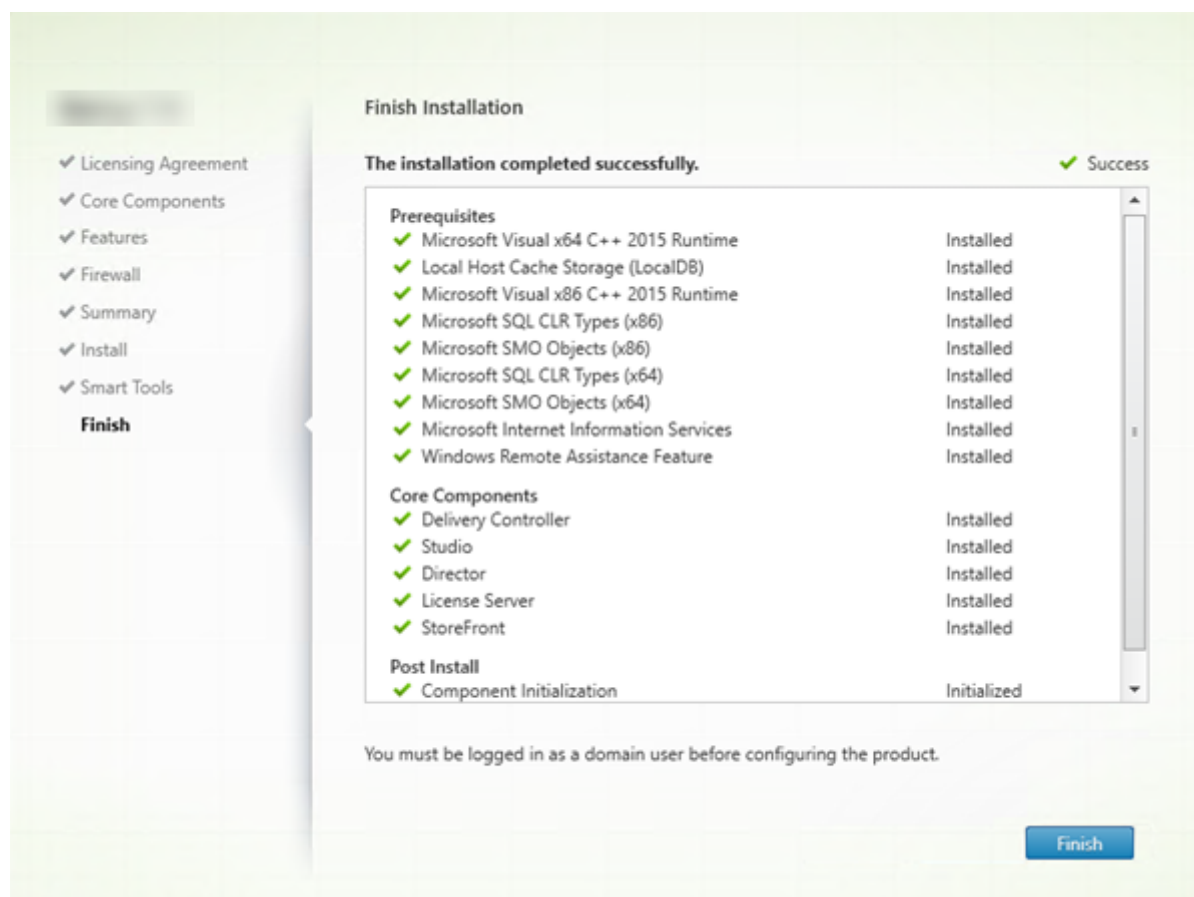 Finish Installation
Licensing Agreement
Core Components
Features
Firewall
Summary
Install
Smart Tools
Finish
The installation completed successfully.
Success
Prerequisites
Microsoft Visual x64 C++ 2015 Runtime Installed
Local Host Cache Storage (LocalDB) Installed
Microsoft Visual x86 C++ 2015 Runtime Installed
Microsoft SQL CLR Types (x86) Installed
Microsoft SMO Objects (x86) Installed
Microsoft SQL CLR Types (x64) Installed
Microsoft SMO Objects (x64) Installed
Microsoft Internet Information Services Installed
Windows Remote Assistance Feature Installed
Core Components
Delivery Controller Installed
Studio Installed
Director Installed
License Server Installed
StoreFront Installed
Post Install
Component Initialization Initialized
You must be logged in as a domain user before configuring the product.
Finish